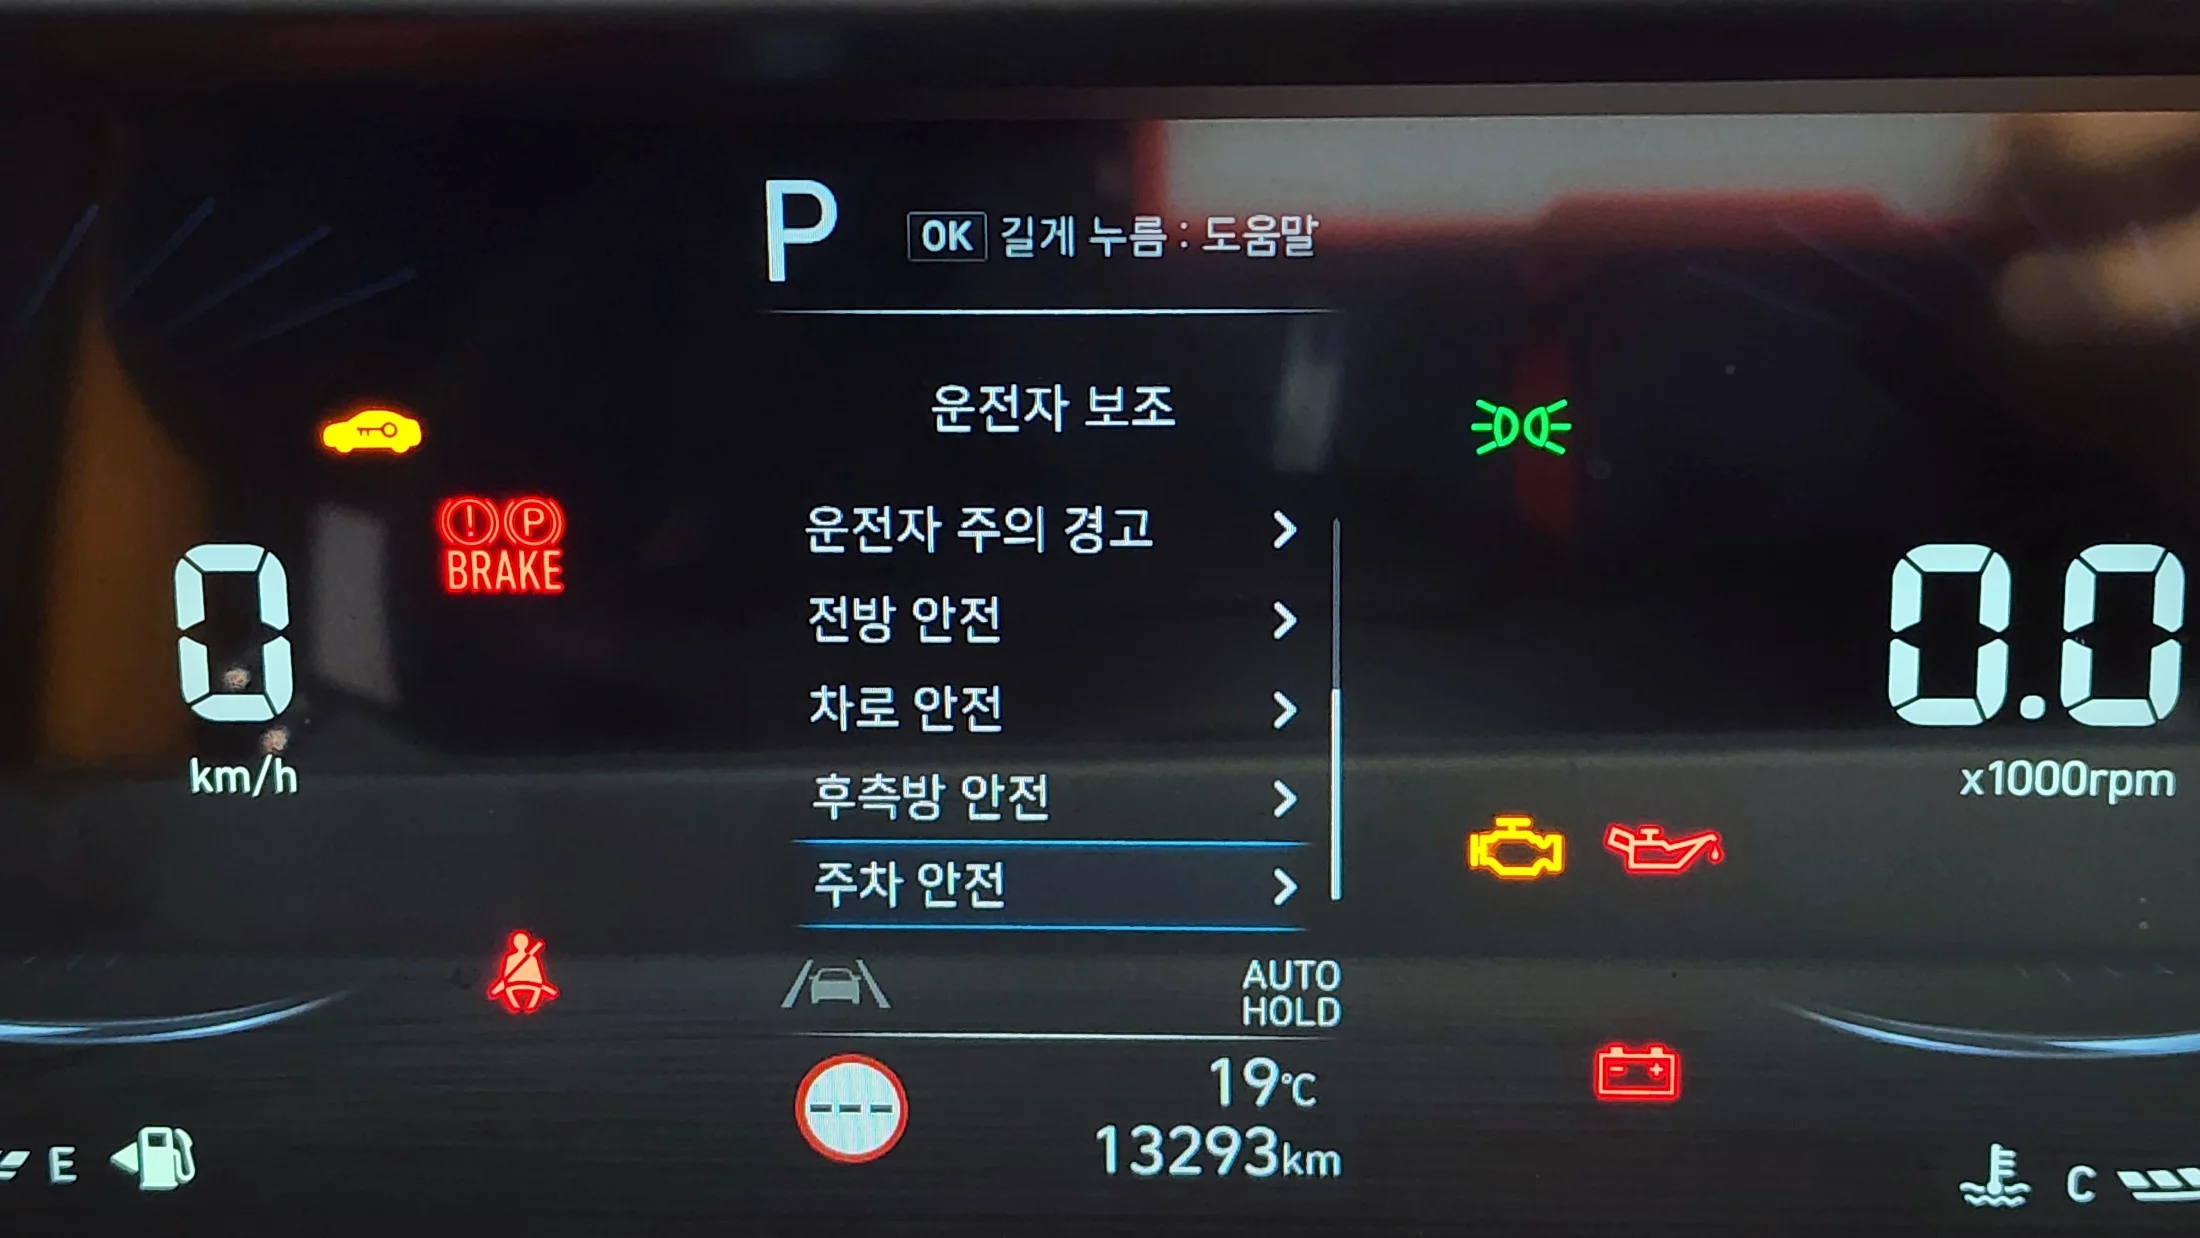 P
OK 길게 누름 : 도움말
운전자 보조
운전자 주의 경고
전방 안전
차로 안전
후측방 안전
주차 안전
BRAKE
P
0
km/h
0.0
x1000rpm
AUTO
HOLD
19°C
13293km
E
C